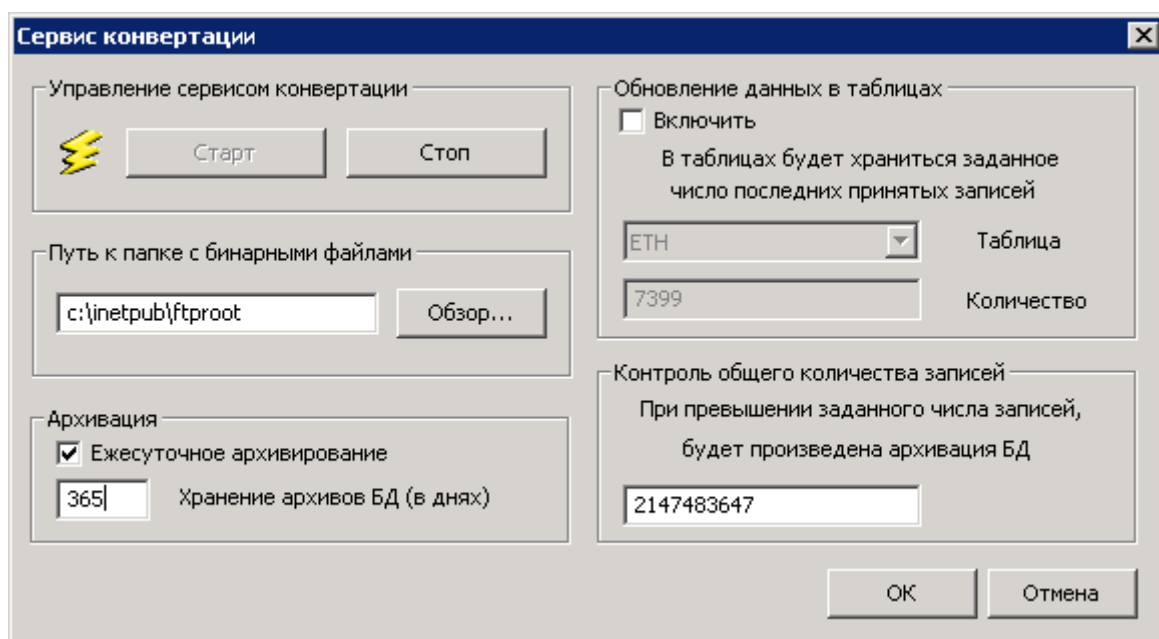 Сервис конвертации
Управление сервисом конвертации
Старт
Стоп
Путь к папке с бинарными файлами
c:\inetpub\ftproot
Обзор...
Архивация
Ежесуточное архивирование
365
Хранение архивов БД (в днях)
Обновление данных в таблицах
Включить
В таблицах будет храниться заданное
число последних принятых записей
ETH
Таблица
7399
Количество
Контроль общего количества записей
При превышении заданного числа записей,
будет произведена архивация БД
2147483647
ОК
Отмена